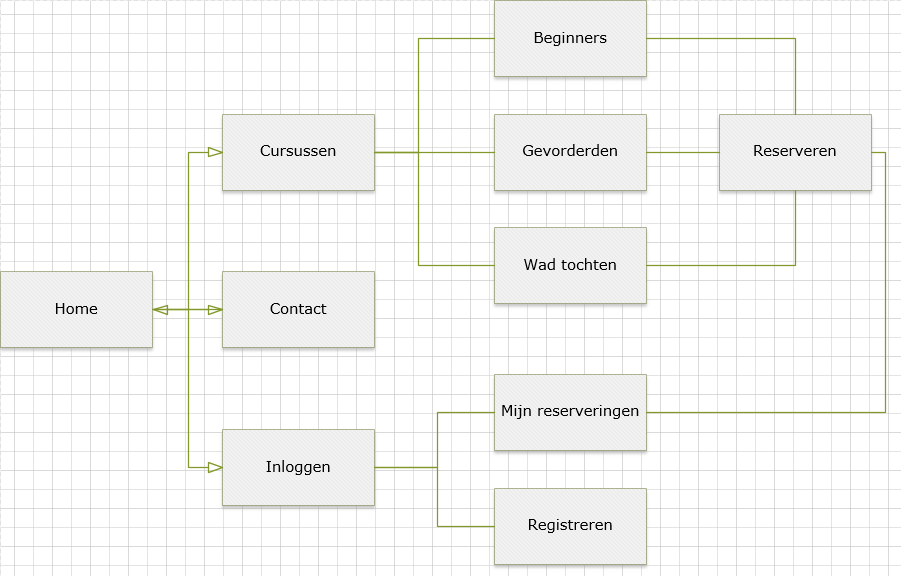 Beginners
Cursussen
Gevorderden
Reserveren
Wad tochten
Home
Contact
Mijn reserveringen
Inloggen
Registreren